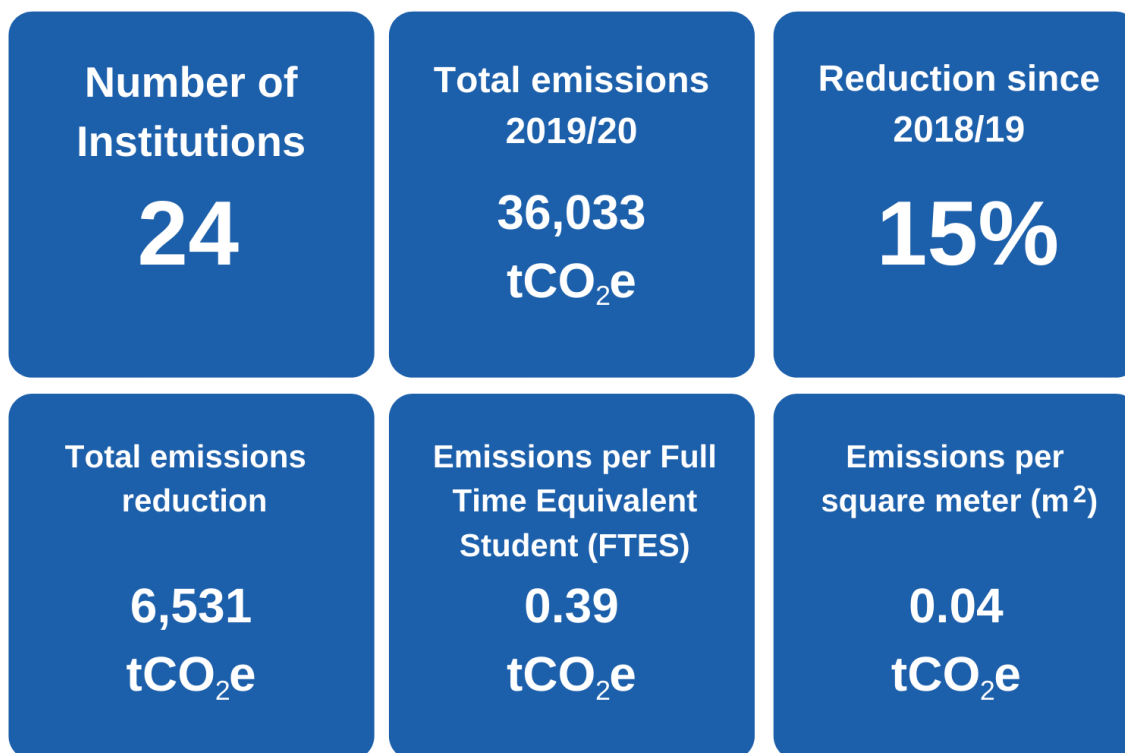 Number of
Institutions
24
Total emissions
2019/20
36,033
tCO₂e
Reduction since
2018/19
15%
Total emissions
reduction
6,531
tCO₂e
Emissions per Full
Time Equivalent
Student (FTES)
0.39
tCO₂e
Emissions per
square meter (m²)
0.04
tCO₂e